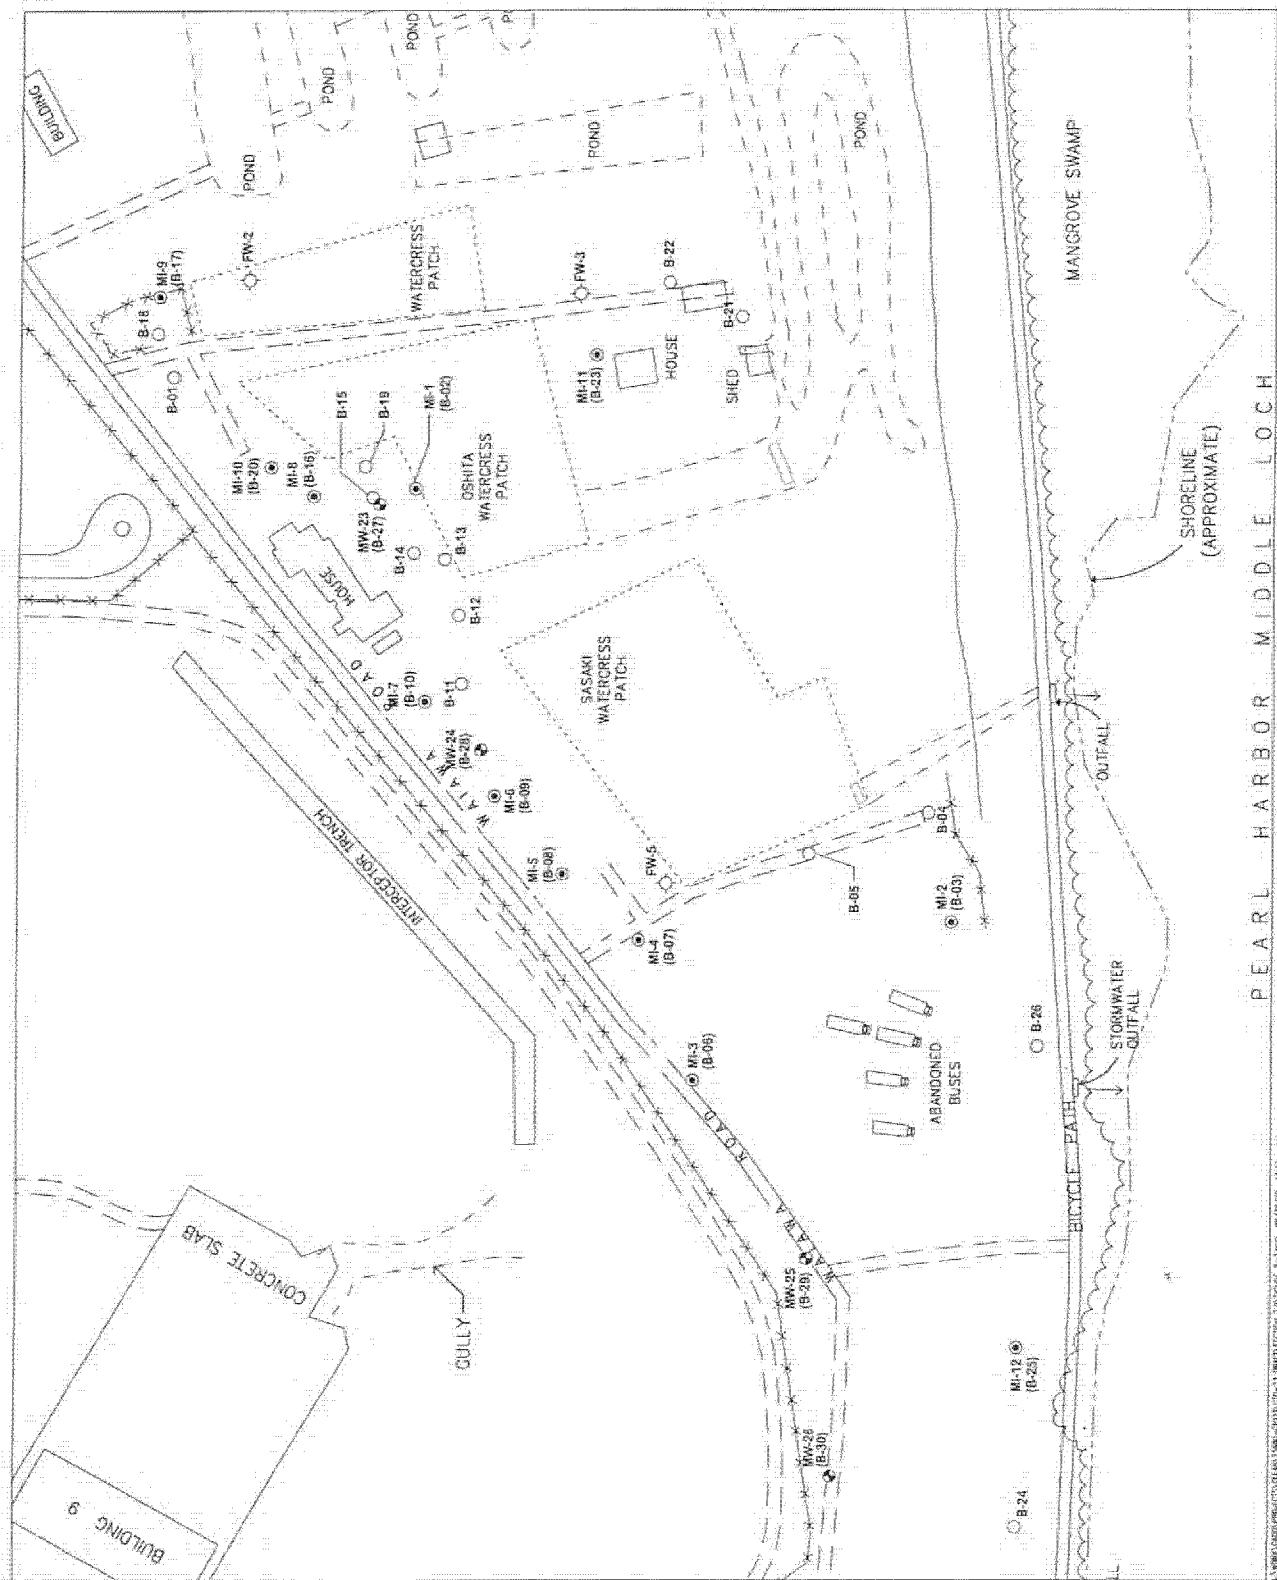 BUILDING
POND
POND
POND
P
POND
POND
POND
FW-2
MI-9
(B-17)
B-18
B-01
WATERCRESS
PATCH
FW-3
B-22
B-21
HOUSE
SHED
MI-11
(B-23)
B-15
B-19
MI-1
(B-02)
MI-10
(B-20)
MI-8
(B-16)
OSHITA
WATERCRESS
PATCH
MW-23
(B-27)
B-14
B-13
B-12
HOUSE
MI-7
(B-10)
B-11
MW-24
(B-28)
MI-6
(B-09)
WAIAWA ROAD
INTERCEPTOR TRENCH
MI-5
(B-08)
SASAKI
WATERCRESS
PATCH
FW-5
MI-4
(B-07)
B-05
B-04
MI-2
(B-03)
MI-3
(B-06)
ABANDONED
BUSES
B-26
OUTFALL
STORMWATER
OUTFALL
MANGROVE SWAMP
SHORELINE
(APPROXIMATE)
PEARL HARBOR MIDDLE LOCH
BICYCLE PATH
WAIAWA ROAD
MW-25
(B-29)
MW-26
(B-30)
MI-12
(B-25)
B-24
CONCRETE SLAB
GULLY
BUILDING 9